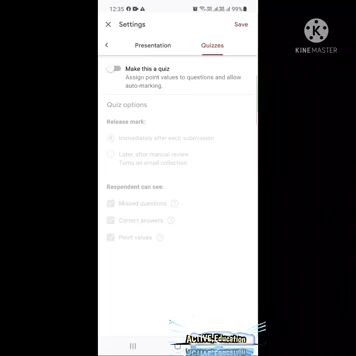 12:35
99%
Settings
Save
Presentation
Quizzes
Make this a quiz
Assign point values to questions and allow
auto-marking.
Quiz options
Release mark:
Immediately after each submission
Later, after manual review
Turns on email collection
Respondent can see:
Missed questions
Correct answers
Point values
KINEMASTER
ACTIVE Education